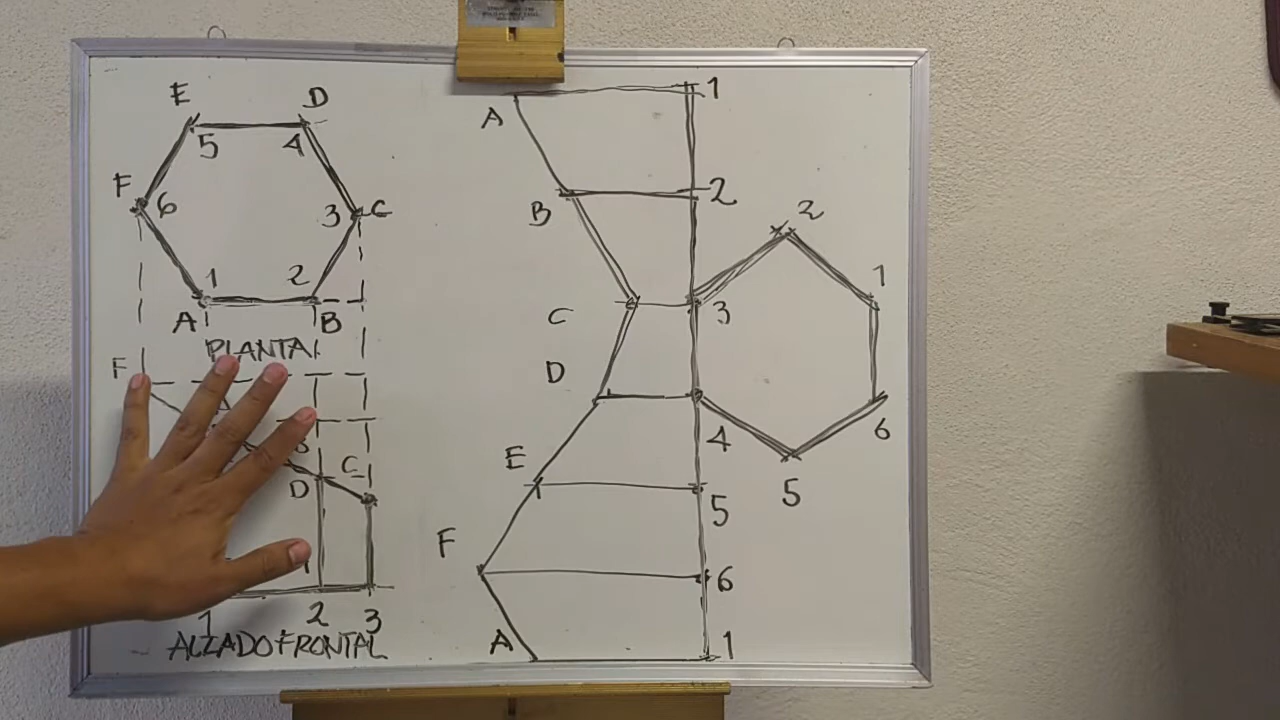 E D
5 4
F 6 3 C
1 2
A B
PLANTA
F
C
D
1 2 3
ALZADO FRONTAL
A 1
B 2
C 3
D 4
E 5
F 6
A 1
2
1
6
5